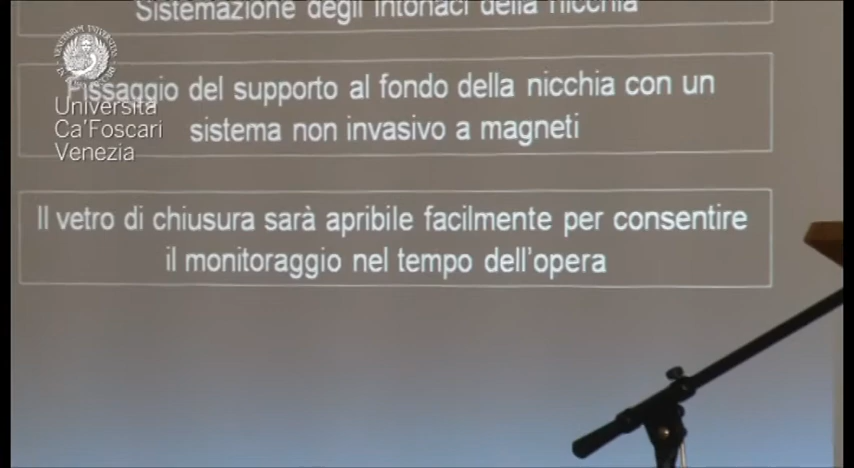 Sistemazione degli intonaci della nicchia
Fissaggio del supporto al fondo della nicchia con un
sistema non invasivo a magneti
Università
Ca'Foscari
Venezia
Il vetro di chiusura sarà apribile facilmente per consentire
il monitoraggio nel tempo dell'opera